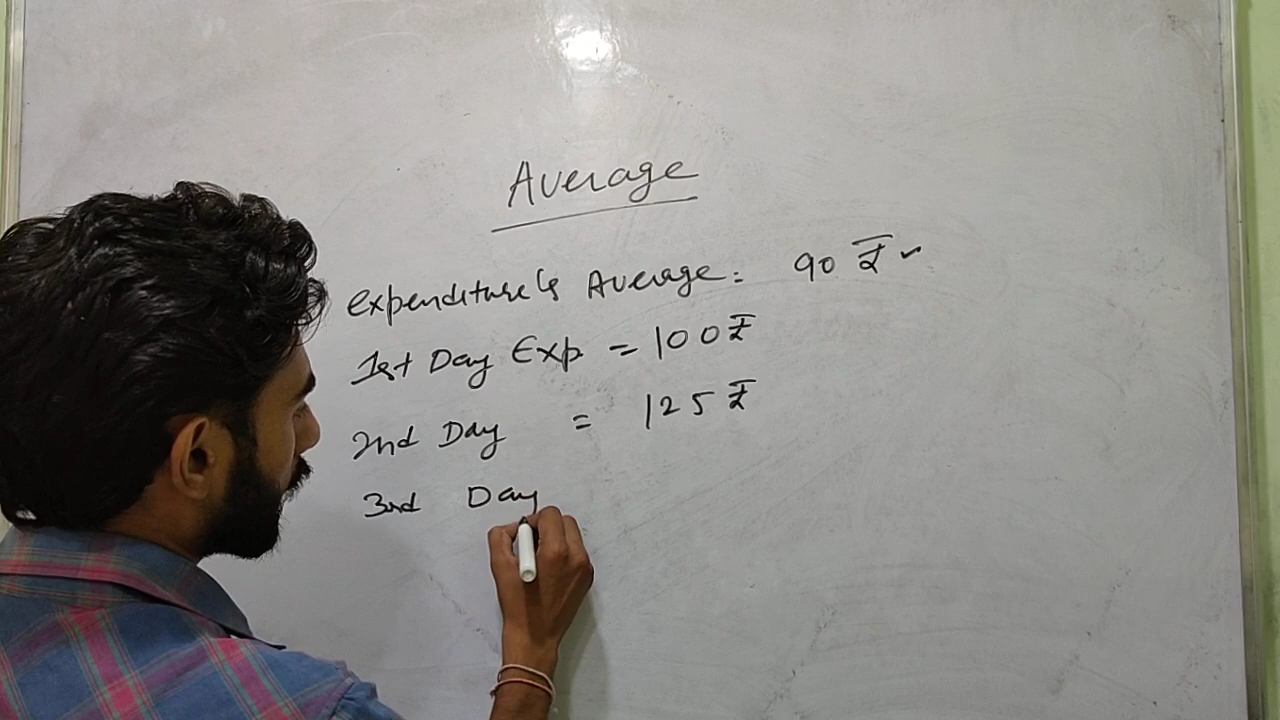 Average
Expenditure's Average: 90 ₹ ✓
1st Day Exp = 100 ₹
2nd Day = 125 ₹
3rd Day